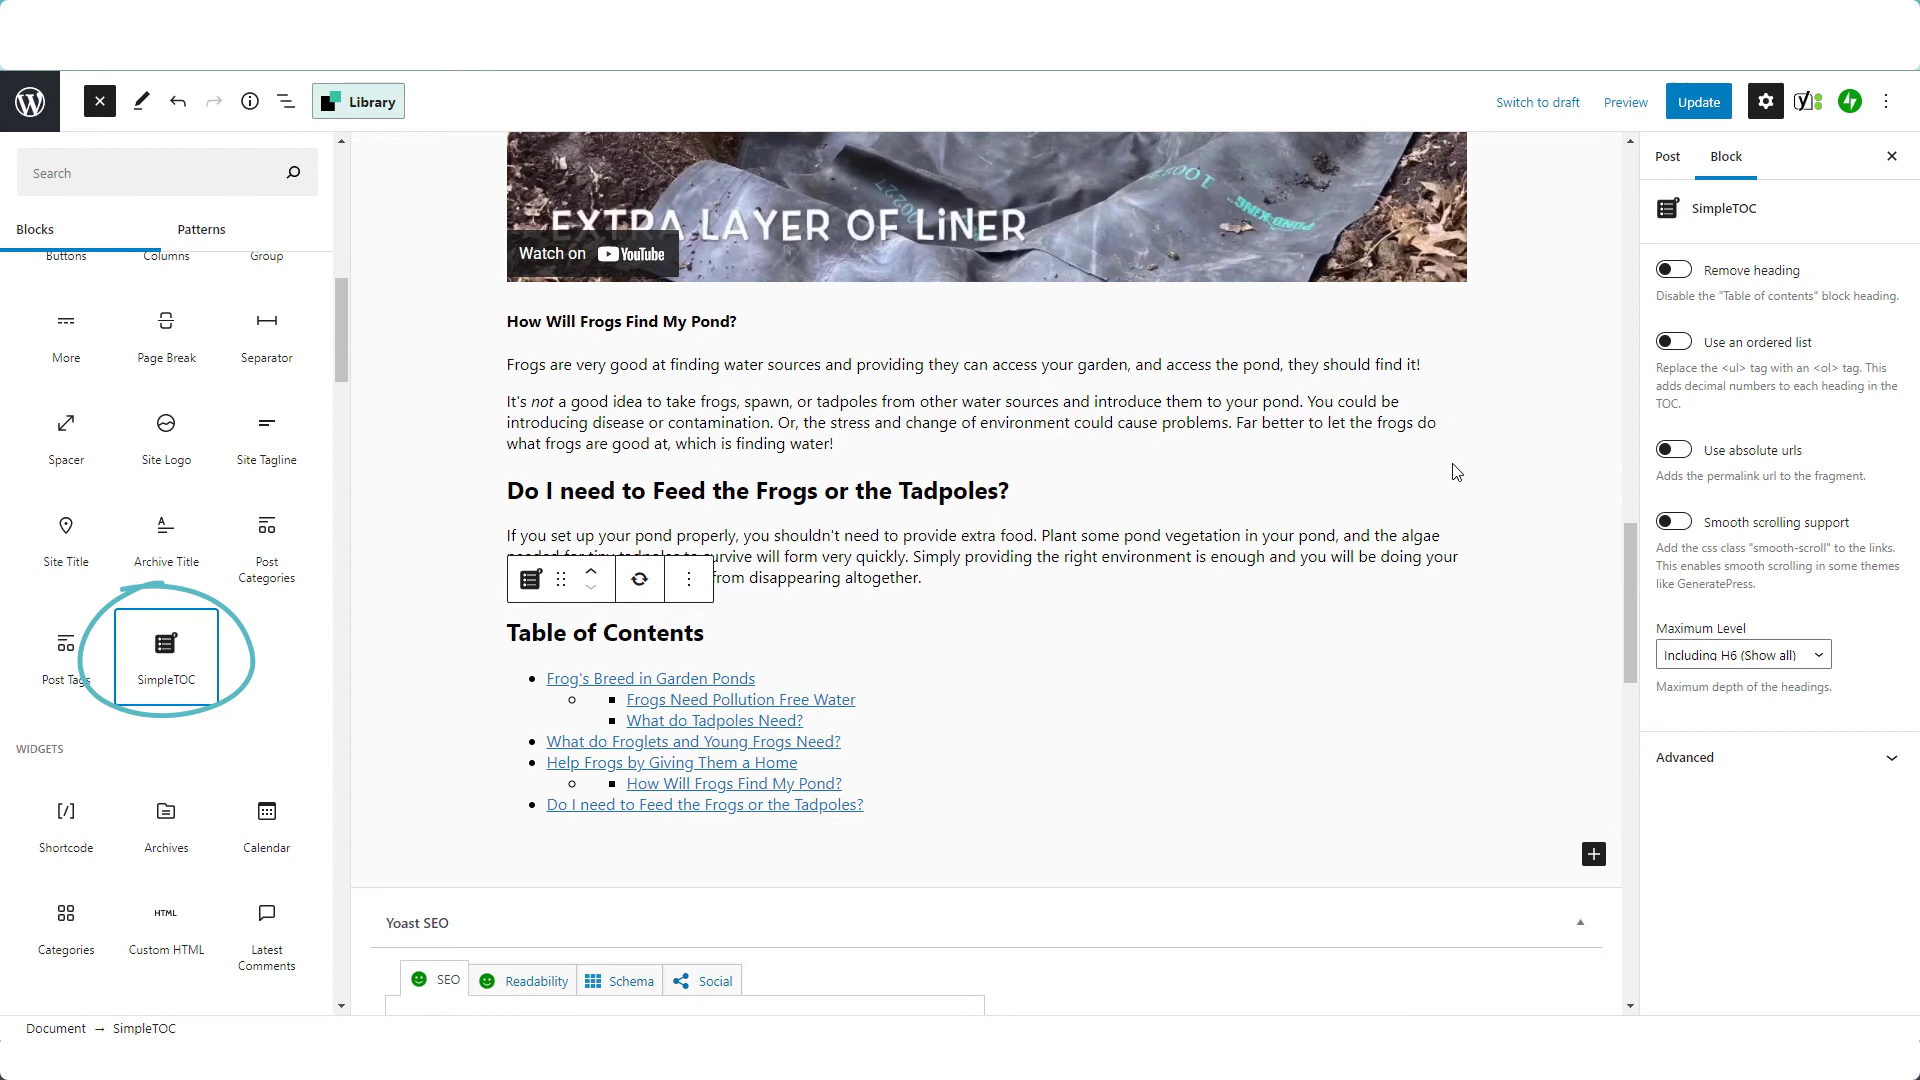 Library
Switch to draft
Preview
Update
Search
Blocks
Patterns
Buttons
Columns
Group
More
Page Break
Separator
Spacer
Site Logo
Site Tagline
Site Title
Archive Title
Post
Categories
Post Tags
SimpleTOC
WIDGETS
Shortcode
Archives
Calendar
Categories
HTML
Custom HTML
Latest
Comments
Document → SimpleTOC
EXTRA LAYER OF LiNER
Watch on YouTube
How Will Frogs Find My Pond?
Frogs are very good at finding water sources and providing they can access your garden, and access the pond, they should find it!
It's not a good idea to take frogs, spawn, or tadpoles from other water sources and introduce them to your pond. You could be
introducing disease or contamination. Or, the stress and change of environment could cause problems. Far better to let the frogs do
what frogs are good at, which is finding water!
Do I need to Feed the Frogs or the Tadpoles?
If you set up your pond properly, you shouldn't need to provide extra food. Plant some pond vegetation in your pond, and the algae
needed for tiny tadpoles to survive will form very quickly. Simply providing the right environment is enough and you will be doing your
from disappearing altogether.
Table of Contents
Frog's Breed in Garden Ponds
Frogs Need Pollution Free Water
What do Tadpoles Need?
What do Froglets and Young Frogs Need?
Help Frogs by Giving Them a Home
How Will Frogs Find My Pond?
Do I need to Feed the Frogs or the Tadpoles?
Yoast SEO
SEO
Readability
Schema
Social
Post
Block
SimpleTOC
Remove heading
Disable the "Table of contents" block heading.
Use an ordered list
Replace the <ul> tag with an <ol> tag. This
adds decimal numbers to each heading in the
TOC.
Use absolute urls
Adds the permalink url to the fragment.
Smooth scrolling support
Add the css class "smooth-scroll" to the links.
This enables smooth scrolling in some themes
like GeneratePress.
Maximum Level
Including H6 (Show all)
Maximum depth of the headings.
Advanced